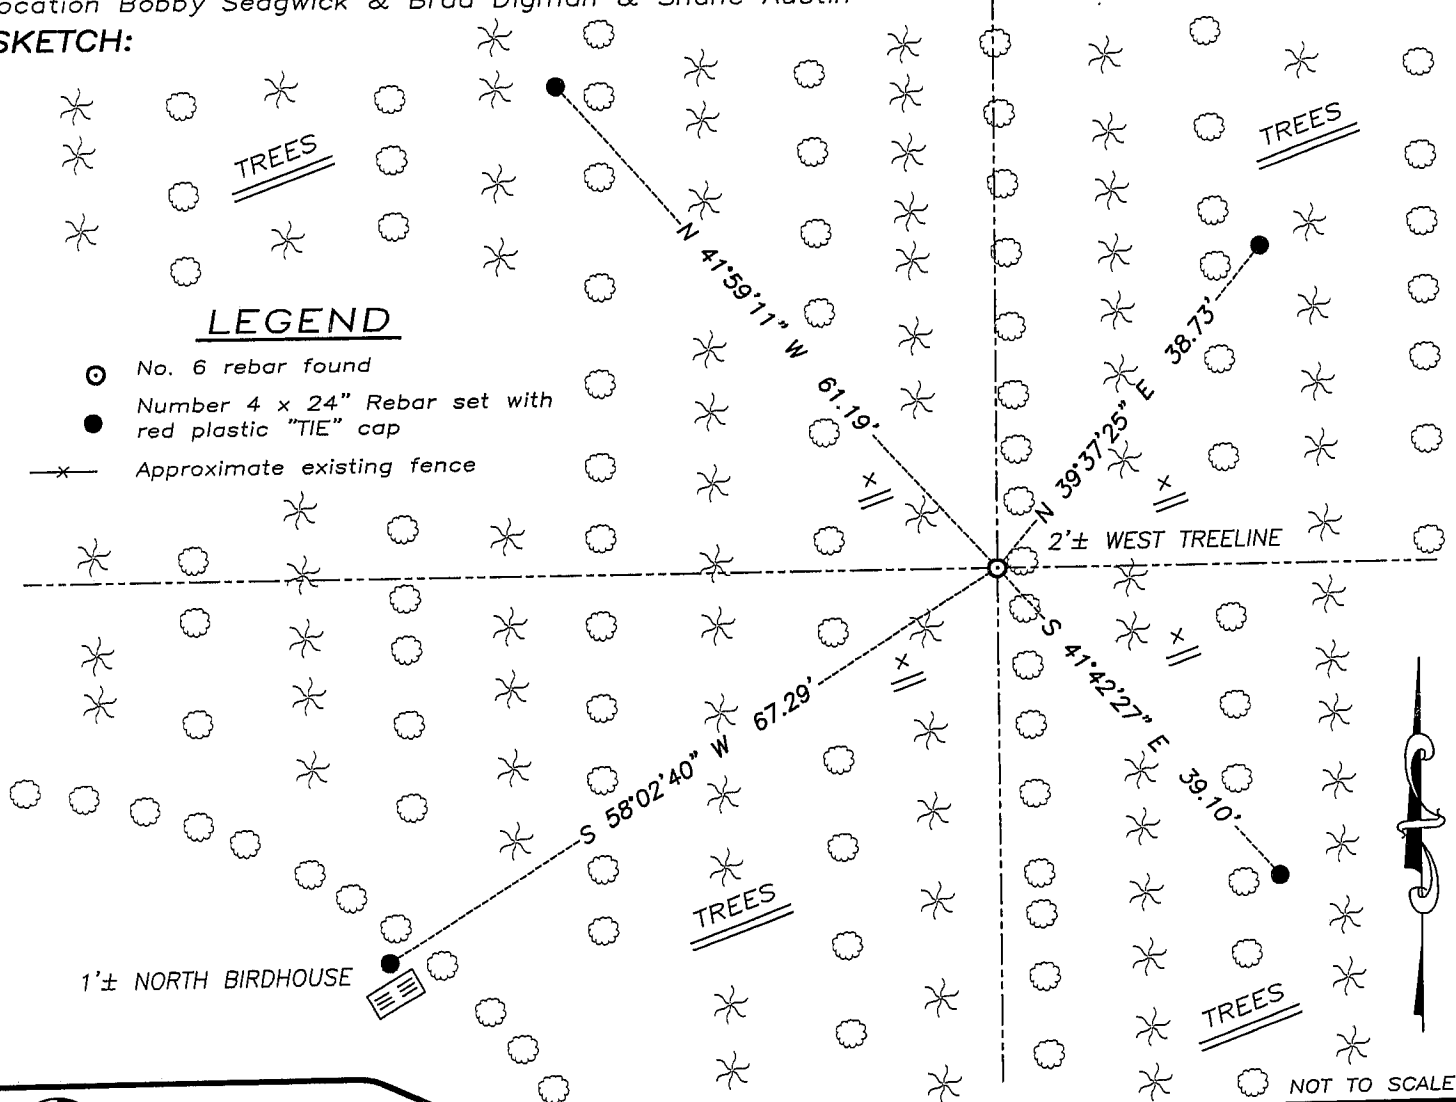 ocation Bobby Sedgwick & Brad Digman & Shane Austin
SKETCH:
TREES
TREES
N 41°59'11" W 61.19'
N 39°37'25" E 38.73'
LEGEND
No. 6 rebar found
Number 4 x 24" Rebar set with
red plastic "TIE" cap
x Approximate existing fence
x
x
2'± WEST TREELINE
x
x
S 41°42'27" E 39.10'
S 58°02'40" W 67.29'
TREES
1'± NORTH BIRDHOUSE
TREES
NOT TO SCALE